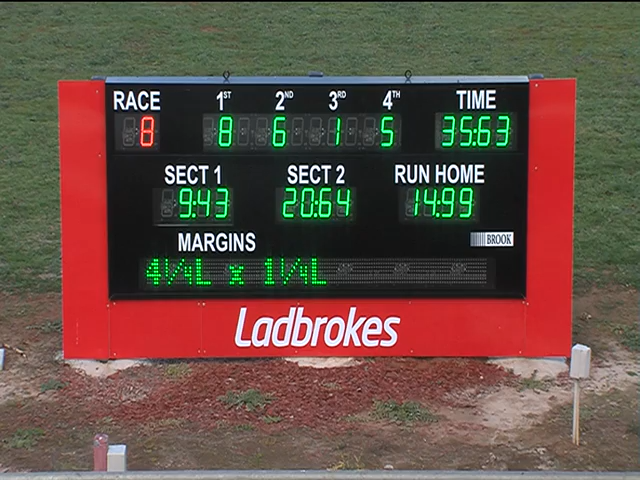 RACE 1ST 2ND 3RD 4TH TIME
8 8 6 1 5 35.63
SECT 1 SECT 2 RUN HOME
9.43 20.64 14.99
MARGINS BROOK
4¼L x 1¼L
Ladbrokes